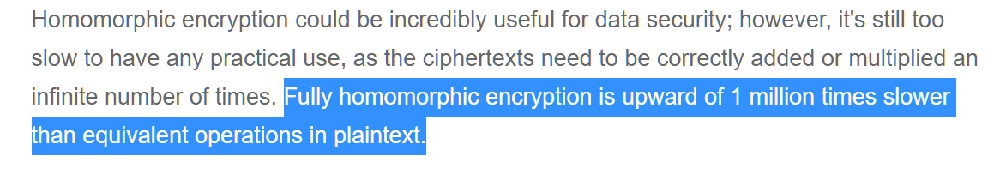 Homomorphic encryption could be incredibly useful for data security; however, it's still too
slow to have any practical use, as the ciphertexts need to be correctly added or multiplied an
infinite number of times. Fully homomorphic encryption is upward of 1 million times slower
than equivalent operations in plaintext.